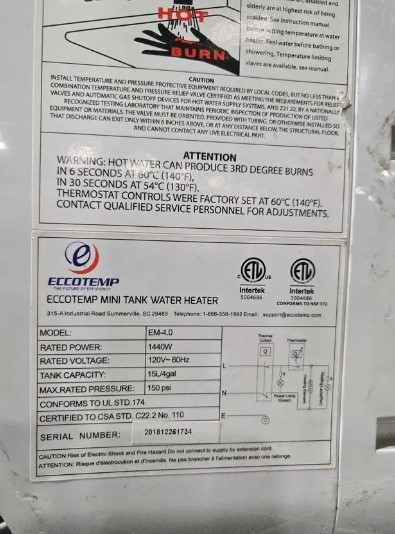 HOT
BURN
disabled and
elderly are at highest risk of being
scalded. See instruction manual
before setting temperature at water
heater. Feel water before bathing or
showering. Temperature limiting
valves are available, see manual.
CAUTION
INSTALL TEMPERATURE AND PRESSURE PROTECTIVE EQUIPMENT REQUIRED BY LOCAL CODES, BUT NO LESS THAN A
COMBINATION TEMPERATURE AND PRESSURE RELIEF VALVE CERTIFIED AS MEETING THE REQUIREMENTS FOR RELIEF
VALVES AND AUTOMATIC GAS SHUTOFF DEVICES FOR HOT WATER SUPPLY SYSTEMS, ANSI Z21.22, BY A NATIONALLY
RECOGNIZED TESTING LABORATORY THAT MAINTAINS PERIODIC INSPECTION OF PRODUCTION OF LISTED
EQUIPMENT OR MATERIALS. THE VALVE MUST BE ORIENTED, PROVIDED WITH TUBING, OR OTHERWISE INSTALLED SO
THAT DISCHARGE CAN EXIT ONLY WITHIN 6 INCHES ABOVE, OR AT ANY DISTANCE BELOW, THE STRUCTURAL FLOOR,
AND CANNOT CONTACT ANY LIVE ELECTRICAL PART.
ATTENTION
WARNING: HOT WATER CAN PRODUCE 3RD DEGREE BURNS
IN 6 SECONDS AT 60°C (140°F),
IN 30 SECONDS AT 54°C (130°F).
THERMOSTAT CONTROLS WERE FACTORY SET AT 60°C (140°F).
CONTACT QUALIFIED SERVICE PERSONNEL FOR ADJUSTMENTS.
ECCOTEMP
THE FUTURE OF EFFICIENCY
C ETL US
Intertek
5004686
ETL
Intertek
5004686
CONFORMS TO NSF 372
ECCOTEMP MINI TANK WATER HEATER
315-A Industrial Road Summerville, SC 29483 Telephone: 1-866-356-1992 Email: support@eccotemp.com
MODEL: EM-4.0
RATED POWER: 1440W
RATED VOLTAGE: 120V~60Hz
TANK CAPACITY: 15L/4gal
MAX.RATED PRESSURE: 150 psi
CONFORMS TO UL STD.174
CERTIFIED TO CSA STD. C22.2 No. 110
SERIAL NUMBER: 201812261734
Thermal
Cutout
Thermostat
L
N
E
Power Lamp
(Green)
Heating Element
CAUTION:Risk of Electric Shock and Fire Hazard.Do not connect to supply by extension cord.
ATTENTION: Risque d'électrocution et d'incendie. Ne pas brancher à l'alimentation avec une ralonge.